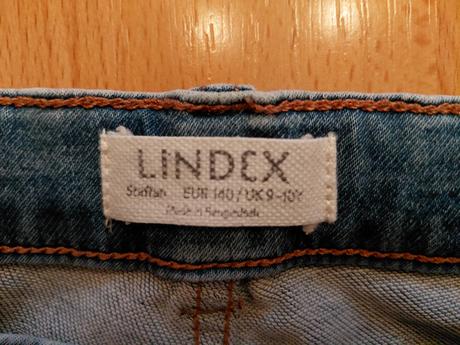 LINDEX
Staffan EUR 140/UK 9-10Y
Made in Bangladesh